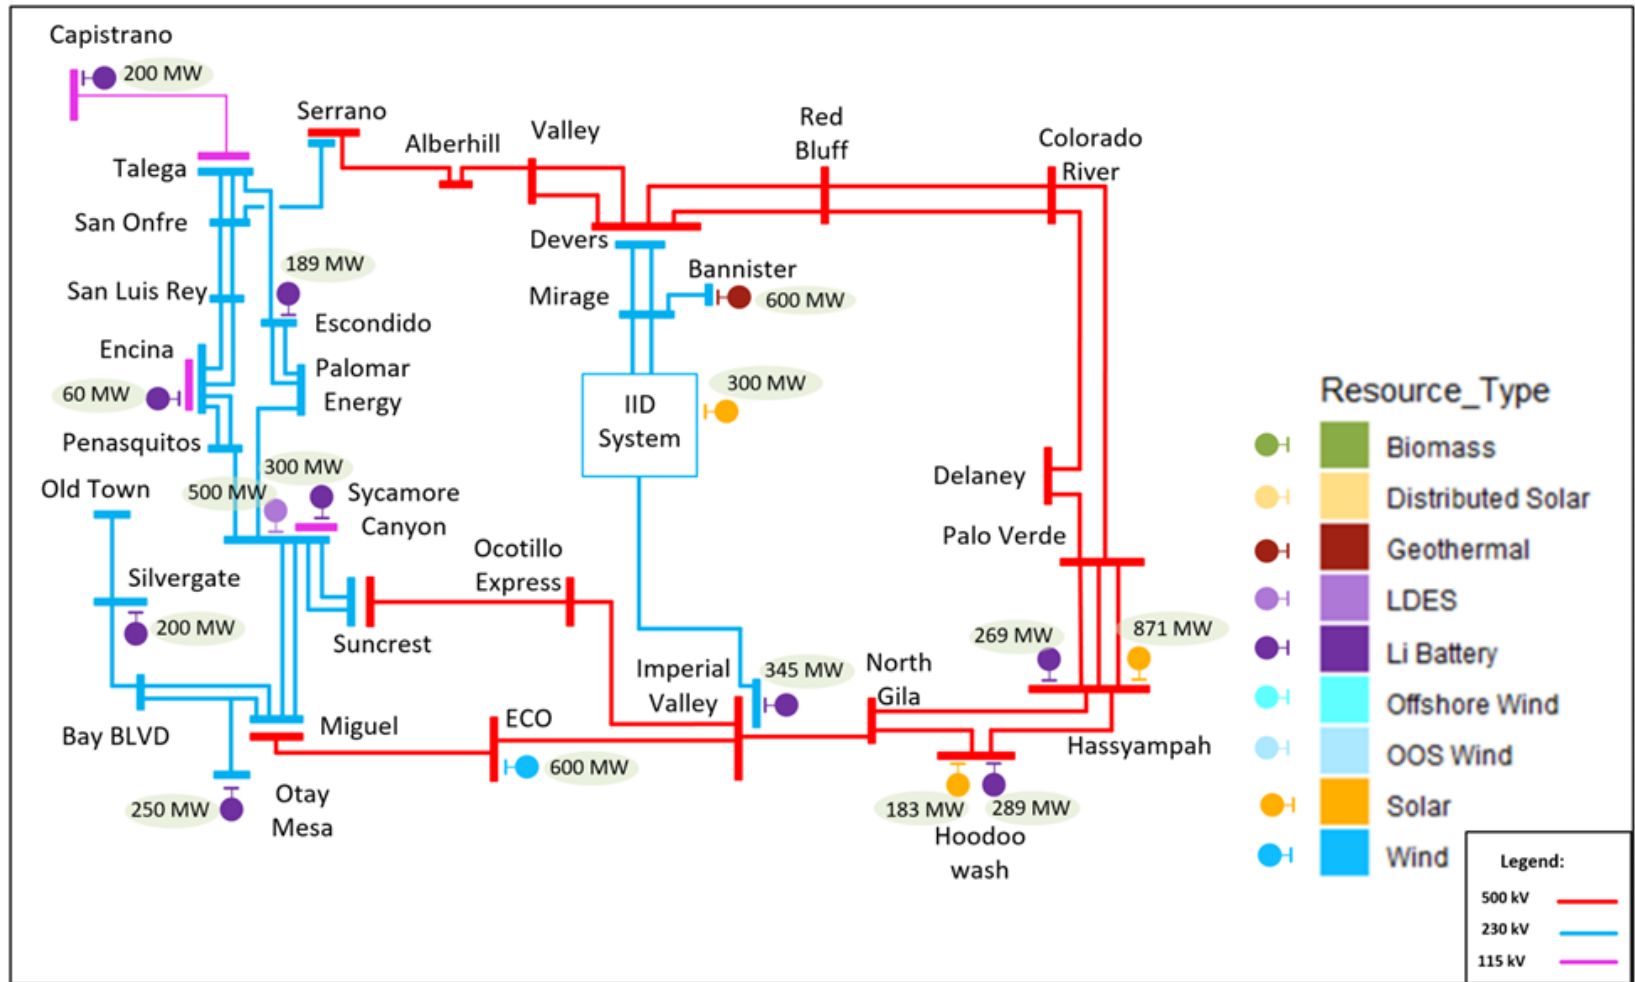 Capistrano
200 MW
Serrano
Alberhill
Valley
Red
Bluff
Colorado
River
Talega
San Onfre
Devers
189 MW
Bannister
San Luis Rey
Mirage
600 MW
Escondido
Encina
Palomar
Energy
60 MW
300 MW
IID
System
Penasquitos
300 MW
500 MW
Old Town
Sycamore
Canyon
Delaney
Palo Verde
Ocotillo
Express
Silvergate
200 MW
Suncrest
269 MW
871 MW
Imperial
Valley
345 MW
North
Gila
Bay BLVD
Miguel
ECO
Hassyampah
600 MW
250 MW
Otay
Mesa
183 MW
289 MW
Hoodoo
wash
Resource_Type
Biomass
Distributed Solar
Geothermal
LDES
Li Battery
Offshore Wind
OOS Wind
Solar
Wind
Legend:
500 kV
230 kV
115 kV